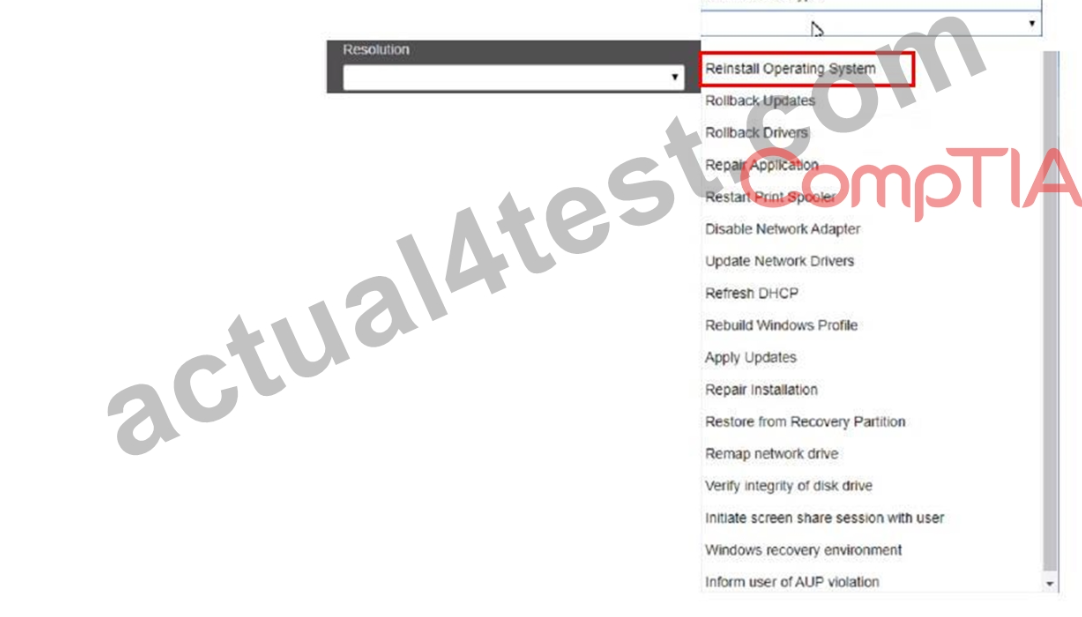 Resolution
Reinstall Operating System
Rollback Updates
Rollback Drivers
Repair Application
Restart Print Spooler
Disable Network Adapter
Update Network Drivers
Refresh DHCP
Rebuild Windows Profile
Apply Updates
Repair Installation
Restore from Recovery Partition
Remap network drive
Verify integrity of disk drive
Initiate screen share session with user
Windows recovery environment
Inform user of AUP violation
CompTIA
actual4test.com